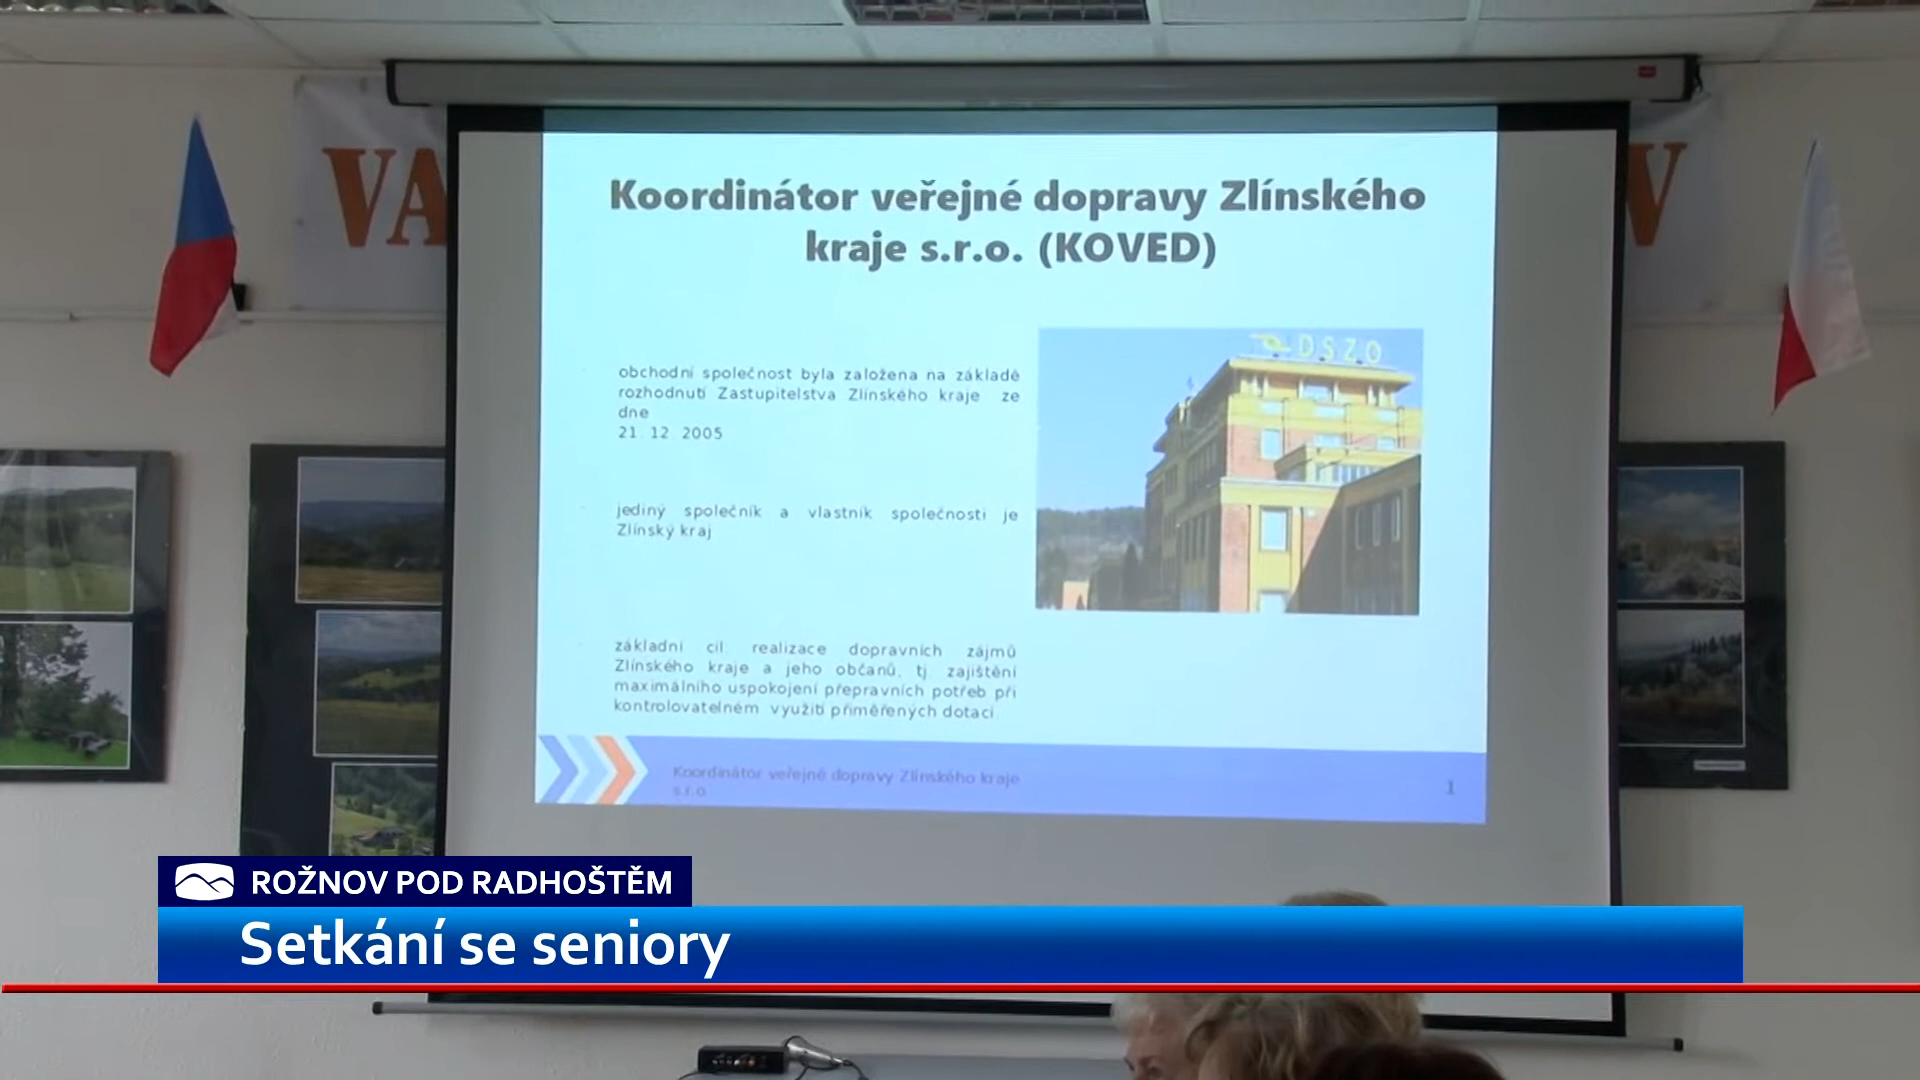 VA
V
Koordinátor veřejné dopravy Zlínského
kraje s.r.o. (KOVED)
DSZO
obchodní společnost byla založena na základě
rozhodnutí Zastupitelstva Zlínského kraje ze
dne
21. 12. 2005
jediný společník a vlastník společnosti je
Zlínský kraj
základní cíl: realizace dopravních zájmů
Zlínského kraje a jeho občanů, tj. zajištění
maximálního uspokojení přepravních potřeb při
kontrolovatelném využití přiměřených dotací
Koordinátor veřejné dopravy Zlínského kraje
s.r.o.
1
ROŽNOV POD RADHOŠTĚM
Setkání se seniory